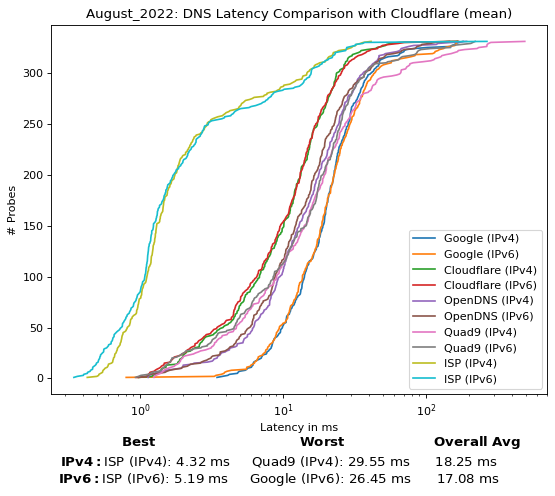 August_2022: DNS Latency Comparison with Cloudflare (mean)
300
250
200
150
100
50
0
# Probes
10⁰ 10¹ 10²
Latency in ms
Google (IPv4)
Google (IPv6)
Cloudflare (IPv4)
Cloudflare (IPv6)
OpenDNS (IPv4)
OpenDNS (IPv6)
Quad9 (IPv4)
Quad9 (IPv6)
ISP (IPv4)
ISP (IPv6)
Best Worst Overall Avg
IPv4: ISP (IPv4): 4.32 ms Quad9 (IPv4): 29.55 ms 18.25 ms
IPv6: ISP (IPv6): 5.19 ms Google (IPv6): 26.45 ms 17.08 ms